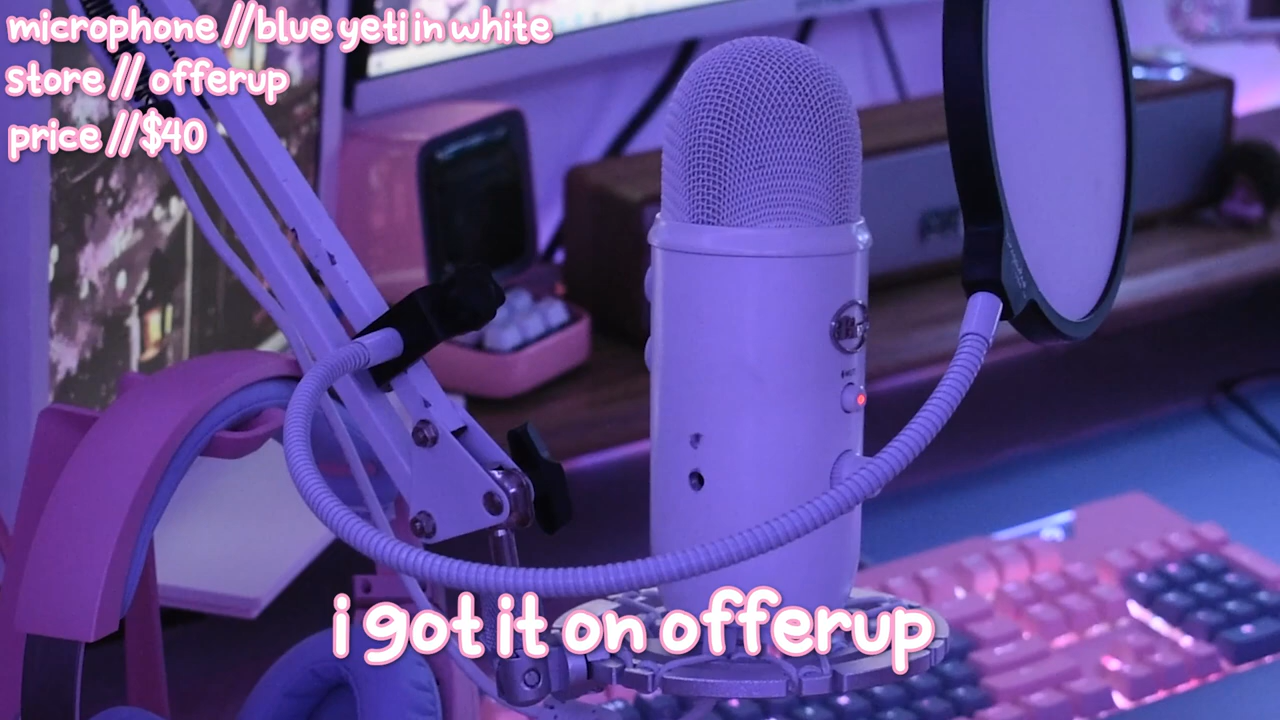 microphone //blue yeti in white
store // offerup
price //$40
i got it on offerup